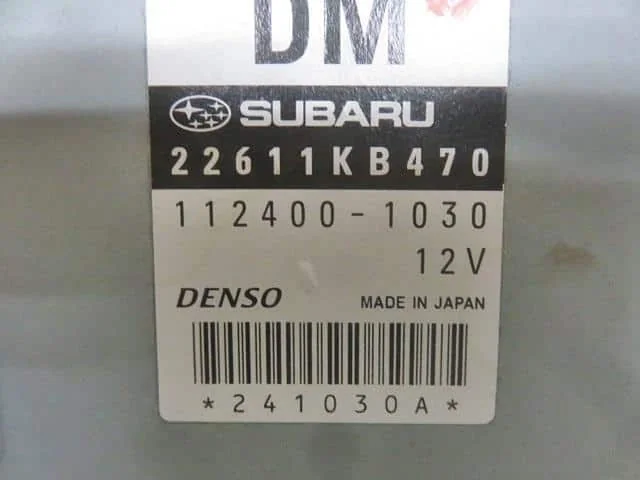 DM
SUBARU
22611KB470
112400-1030
12V
DENSO MADE IN JAPAN
*241030A*